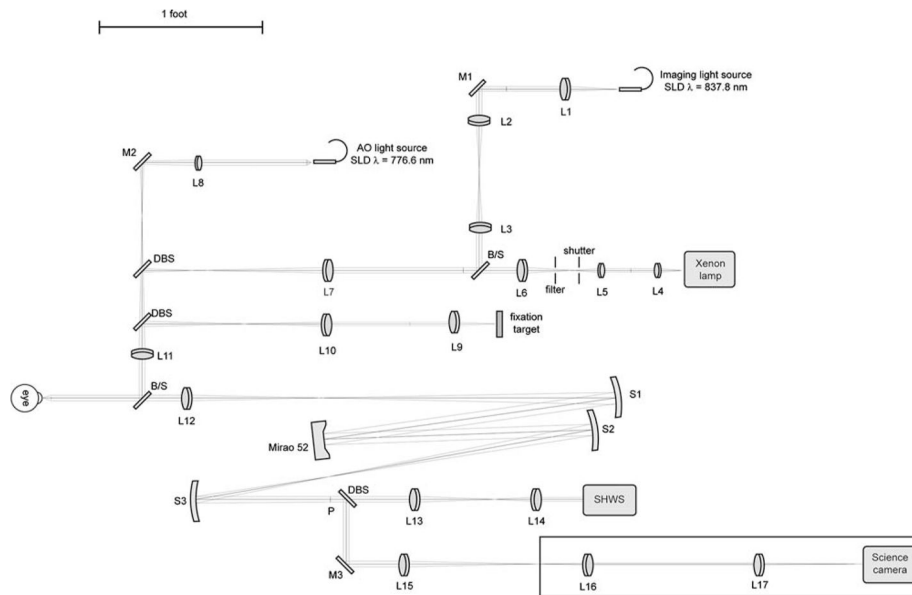 1 foot
M1
Imaging light source
SLD λ = 837.8 nm
L1
L2
AO light source
SLD λ = 776.6 nm
M2
L8
L3
shutter
B/S
DBS
Xenon
lamp
L7
L6
L5
L4
filter
DBS
fixation
target
L10
L9
L11
B/S
eye
S1
L12
S2
Mirao 52
DBS
S3
SHWS
P
L13
L14
Science
camera
M3
L15
L16
L17